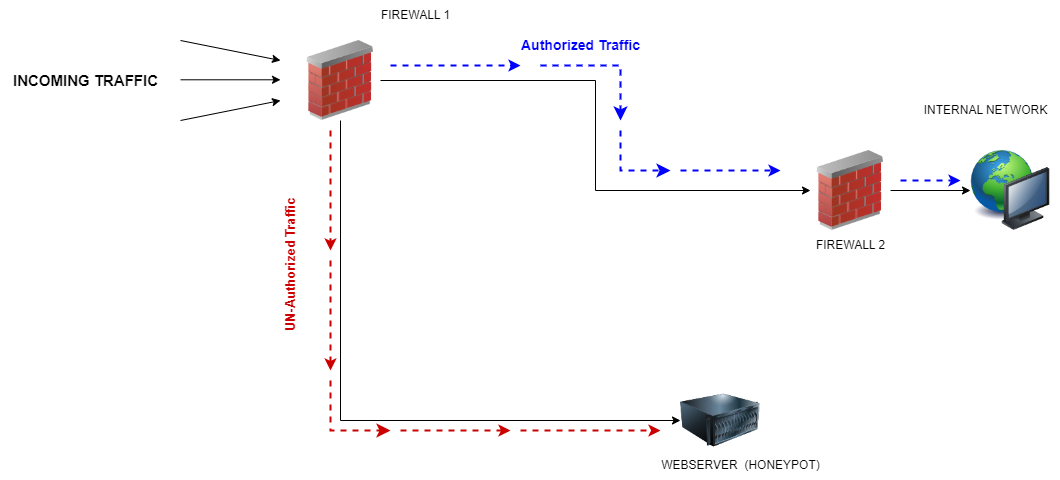 FIREWALL 1
Authorized Traffic
INCOMING TRAFFIC
INTERNAL NETWORK
UN-Authorized Traffic
FIREWALL 2
WEBSERVER  (HONEYPOT)